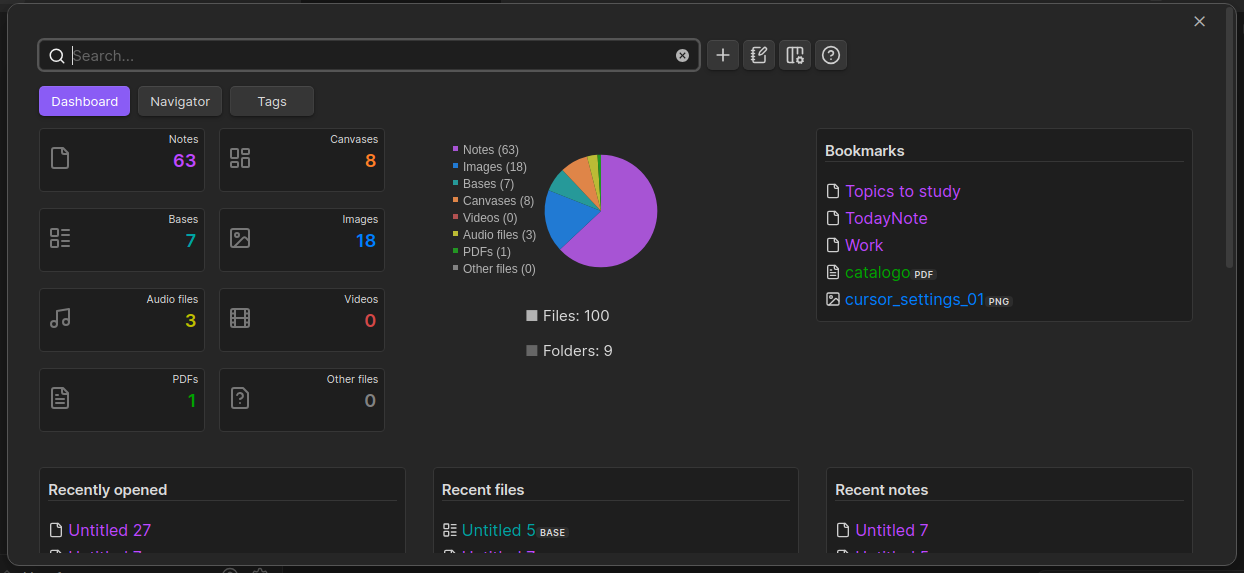 Search...
Dashboard
Navigator
Tags
Notes
63
Canvases
8
Bases
7
Images
18
Audio files
3
Videos
0
PDFs
1
Other files
0
Notes (63)
Images (18)
Bases (7)
Canvases (8)
Videos (0)
Audio files (3)
PDFs (1)
Other files (0)
Files: 100
Folders: 9
Bookmarks
Topics to study
TodayNote
Work
catalogo PDF
cursor_settings_01 PNG
Recently opened
Untitled 27
Recent files
Untitled 5 BASE
Recent notes
Untitled 7